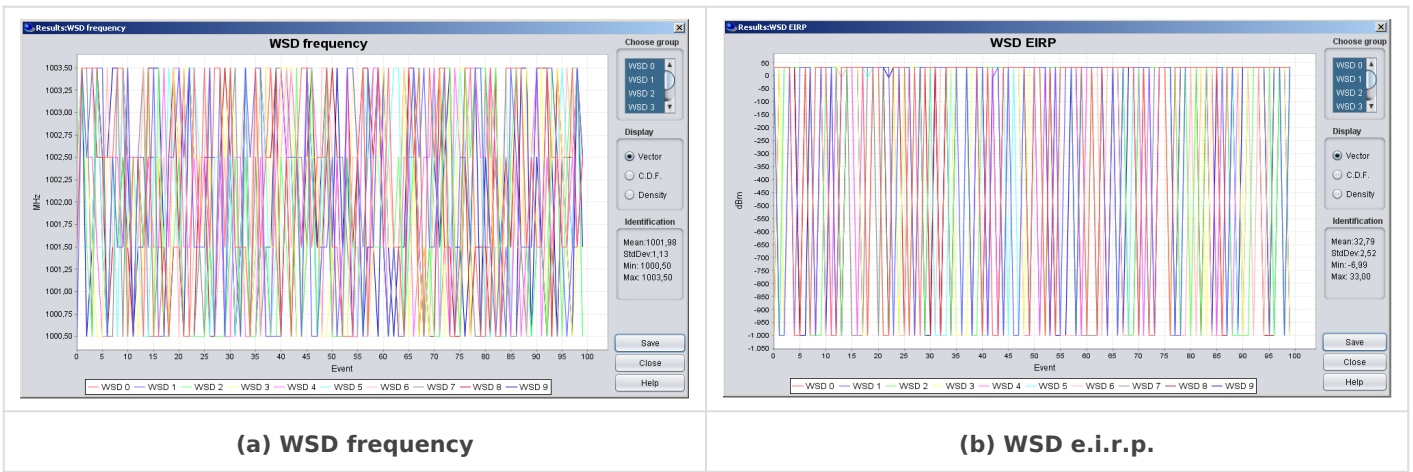 Results:WSD frequency
WSD frequency
Choose group
WSD 0
WSD 1
WSD 2
WSD 3
Display
Vector
C.D.F.
Density
Identification
Mean:1001,98
StdDev:1,13
Min: 1000,50
Max: 1003,50
Save
Close
Help
1003,50
1003,25
1003,00
1002,75
1002,50
1002,25
1002,00
1001,75
1001,50
1001,25
1001,00
1000,75
1000,50
MHz
0 5 10 15 20 25 30 35 40 45 50 55 60 65 70 75 80 85 90 95 100
Event
WSD 0 WSD 1 WSD 2 WSD 3 WSD 4 WSD 5 WSD 6 WSD 7 WSD 8 WSD 9
(a) WSD frequency
Results:WSD EIRP
WSD EIRP
Choose group
WSD 0
WSD 1
WSD 2
WSD 3
Display
Vector
C.D.F.
Density
Identification
Mean:32,79
StdDev:2,52
Min: -6,99
Max: 33,00
Save
Close
Help
50
0
-50
-100
-150
-200
-250
-300
-350
-400
-450
-500
-550
-600
-650
-700
-750
-800
-850
-900
-950
-1.000
-1.050
dBm
0 5 10 15 20 25 30 35 40 45 50 55 60 65 70 75 80 85 90 95 100
Event
WSD 0 WSD 1 WSD 2 WSD 3 WSD 4 WSD 5 WSD 6 WSD 7 WSD 8 WSD 9
(b) WSD e.i.r.p.